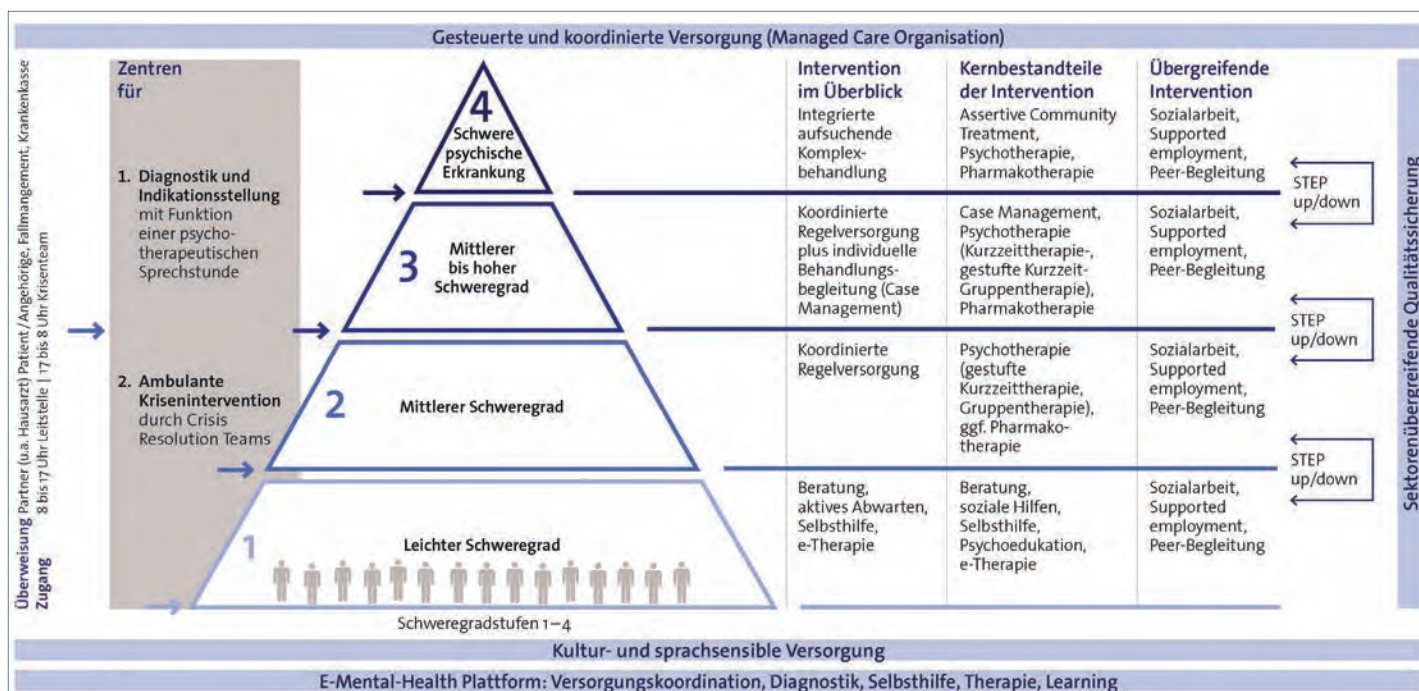 Gesteuerte und koordinierte Versorgung (Managed Care Organisation)
Überweisung Partner (u.a. Hausarzt) Patient/Angehörige, Fallmanagement, Krankenkasse
Zugang 8 bis 17 Uhr Leitstelle | 17 bis 8 Uhr Krisenteam
Zentren
für
1. Diagnostik und
Indikationsstellung
mit Funktion
einer psycho-
therapeutischen
Sprechstunde
2. Ambulante
Krisenintervention
durch Crisis
Resolution Teams
4
Schwere
psychische
Erkrankung
3
Mittlerer
bis hoher
Schweregrad
2
Mittlerer Schweregrad
1
Leichter Schweregrad
Schweregradstufen 1–4
Intervention
im Überblick
Integrierte
aufsuchende
Komplex-
behandlung
Koordinierte
Regelversorgung
plus individuelle
Behandlungs-
begleitung (Case
Management)
Koordinierte
Regelversorgung
Beratung,
aktives Abwarten,
Selbsthilfe,
e-Therapie
Kernbestandteile
der Intervention
Assertive Community
Treatment,
Psychotherapie,
Pharmakotherapie
Case Management,
Psychotherapie
(Kurzzeittherapie-,
gestufte Kurzzeit-
Gruppentherapie),
Pharmakotherapie
Psychotherapie
(gestufte
Kurzzeittherapie,
Gruppentherapie),
ggf. Pharmako-
therapie
Beratung,
soziale Hilfen,
Selbsthilfe,
Psychoedukation,
e-Therapie
Übergreifende
Intervention
Sozialarbeit,
Supported
employment,
Peer-Begleitung
Sozialarbeit,
Supported
employment,
Peer-Begleitung
Sozialarbeit,
Supported
employment,
Peer-Begleitung
Sozialarbeit,
Supported
employment,
Peer-Begleitung
STEP
up/down
STEP
up/down
STEP
up/down
Sektorenübergreifende Qualitätssicherung
Kultur- und sprachsensible Versorgung
E-Mental-Health Plattform: Versorgungskoordination, Diagnostik, Selbsthilfe, Therapie, Learning